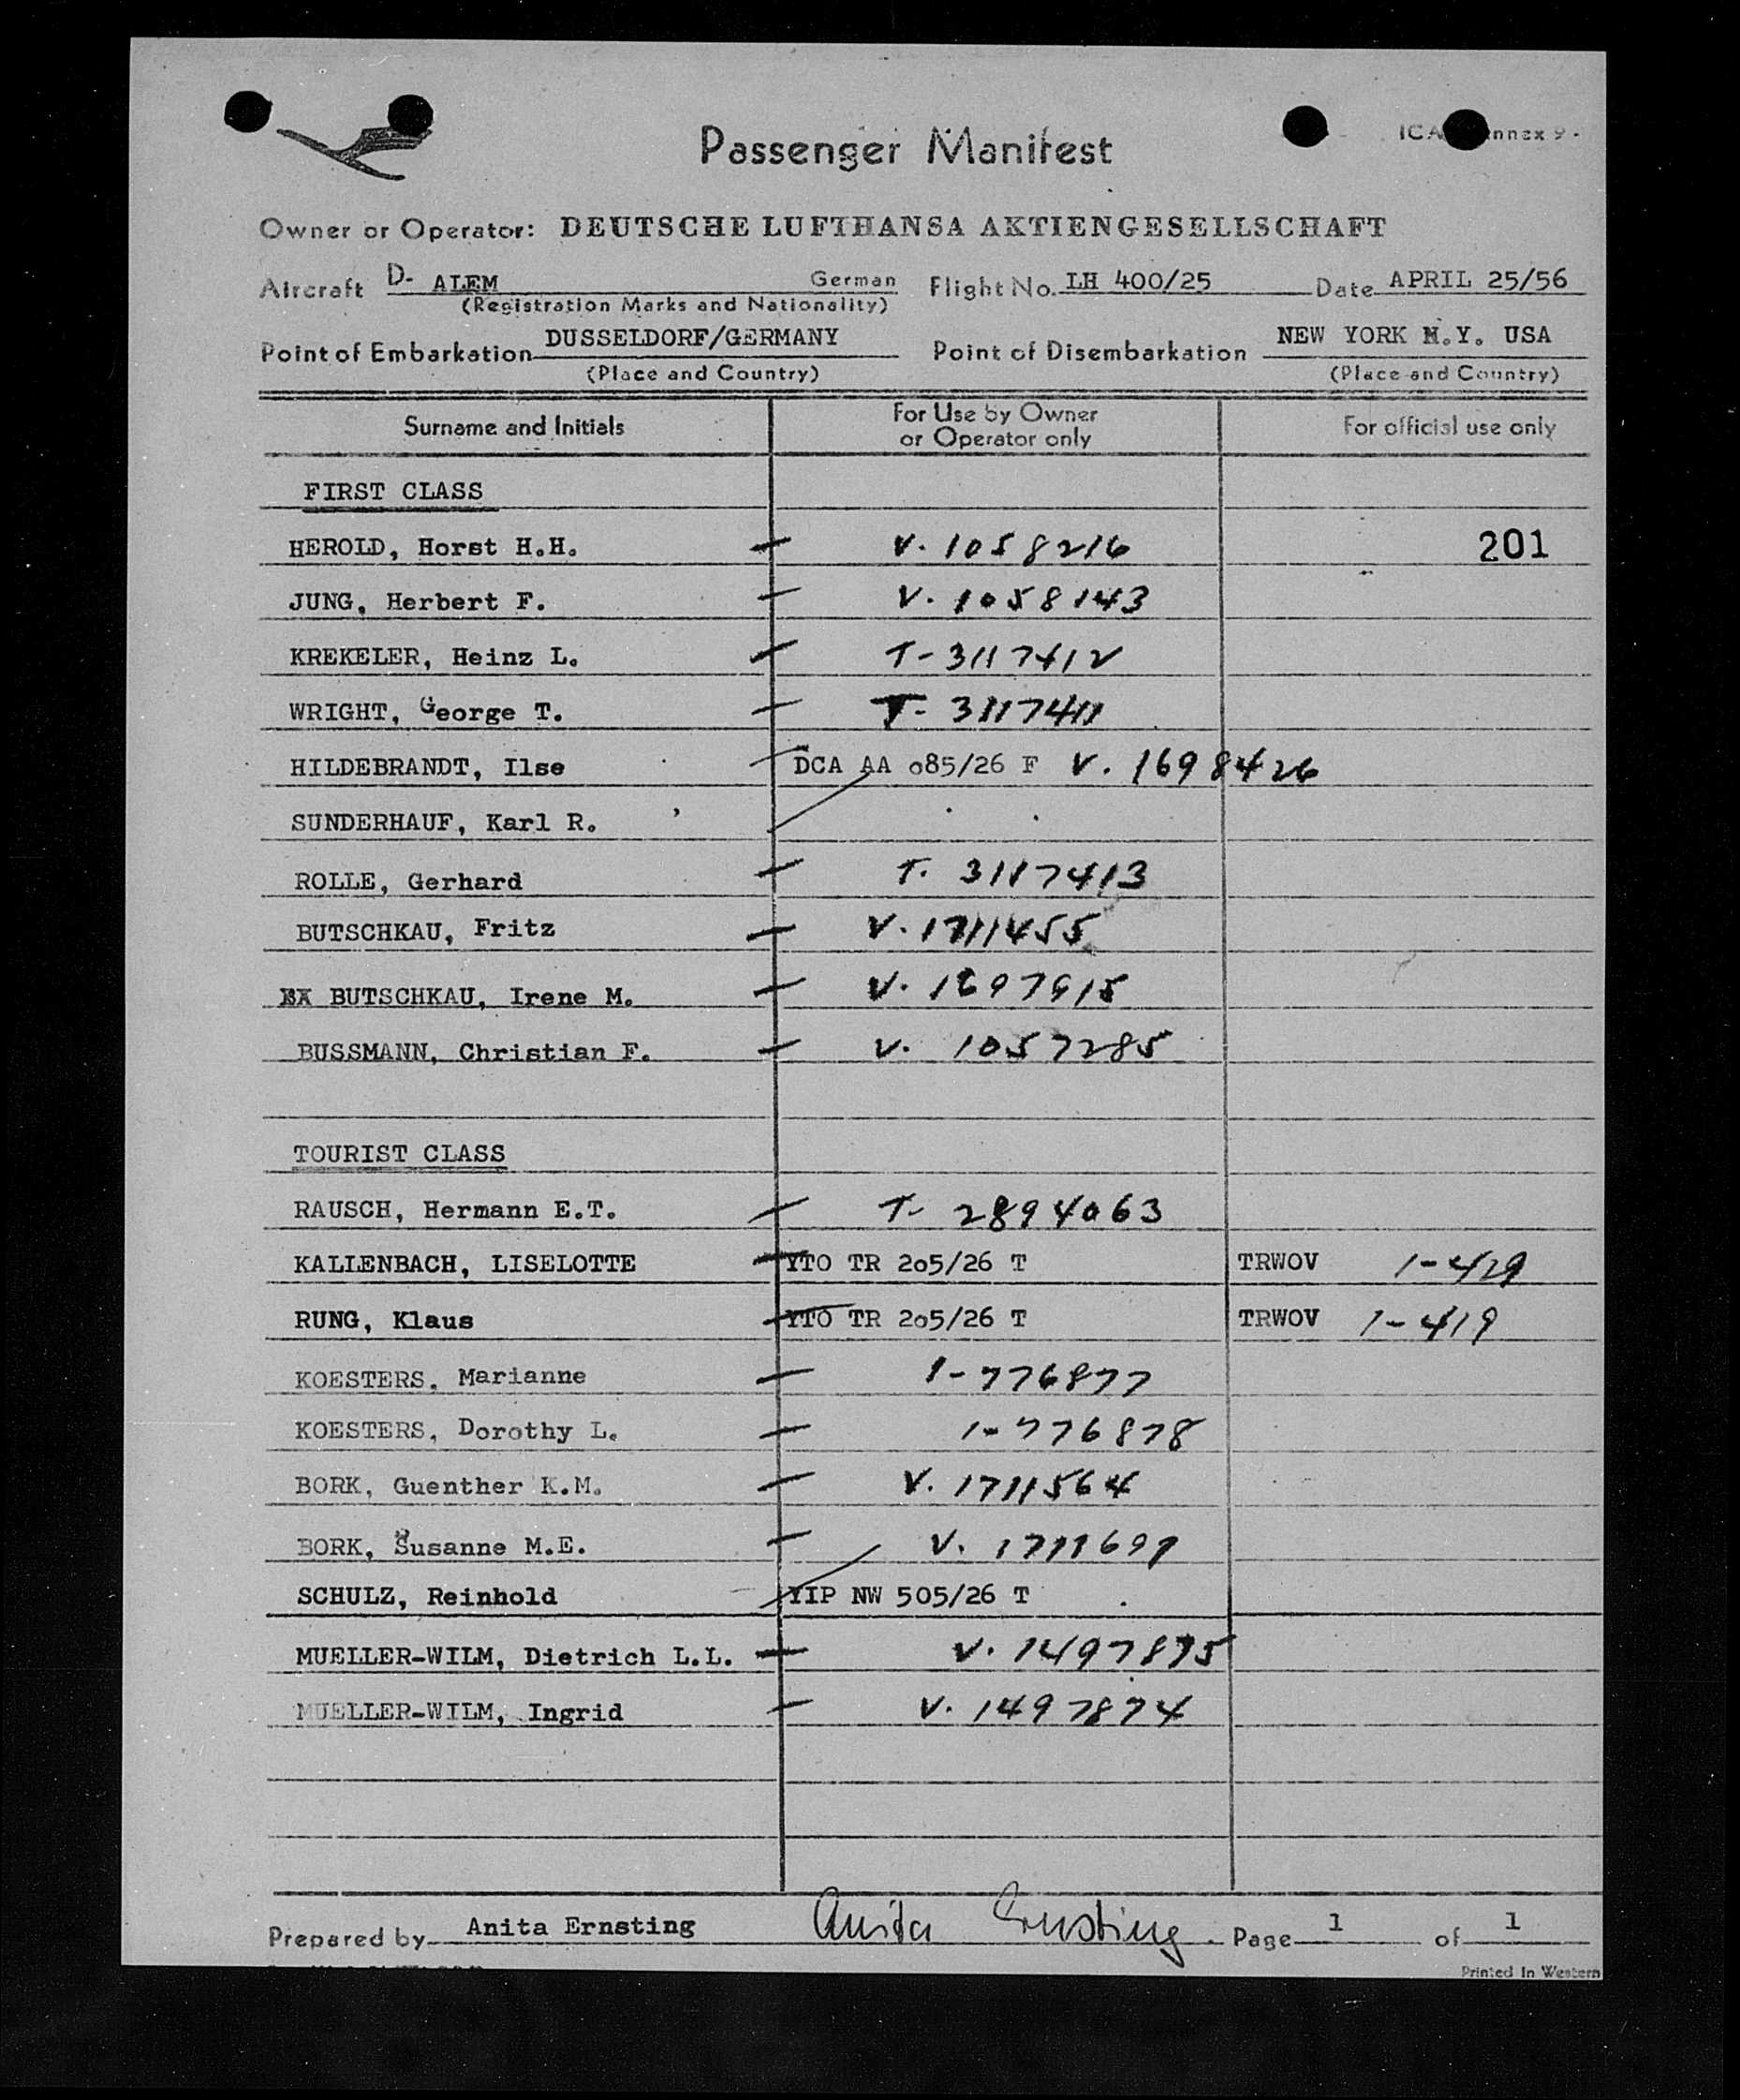 Passenger Manifest
ICA nnex 9 -
Owner or Operator: DEUTSCHE LUFTHANSA AKTIENGESELLSCHAFT
Aircraft D- ALEM German Flight No. LH 400/25 Date APRIL 25/56
(Registration Marks and Nationality)
Point of Embarkation DUSSELDORF/GERMANY Point of Disembarkation NEW YORK N.Y. USA
(Place and Country) (Place and Country)
Surname and Initials For Use by Owner or Operator only For official use only
FIRST CLASS
HEROLD, Horst H.H. V. 1058216 201
JUNG, Herbert F. V. 1058143
KREKELER, Heinz L. T-3117412
WRIGHT, George T. T- 3117411
HILDEBRANDT, Ilse DCA AA o85/26 F V. 1698426
SUNDERHAUF, Karl R.
ROLLE, Gerhard T. 3117413
BUTSCHKAU, Fritz V. 1711455
BUTSCHKAU, Irene M. V.
BUSSMANN, Christian F. V. 1057285
TOURIST CLASS
RAUSCH, Hermann E.T. T- 2894063
KALLENBACH, LISELOTTE YTO TR 2o5/26 T TRWOV 1-419
RUNG, Klaus YTO TR 2o5/26 T TRWOV 1-419
KOESTERS, Marianne 1-776877
KOESTERS, Dorothy L. 1-776878
BORK, Guenther K.M. V. 1711564
BORK, Susanne M.E. V. 1711691
SCHULZ, Reinhold YIP NW 505/26 T
MUELLER-WILM, Dietrich L.L. V. 1497875
MUELLER-WILM, Ingrid V. 1497874
Prepared by Anita Ernsting Anita Ernsting Page 1 of 1
Printed in Western